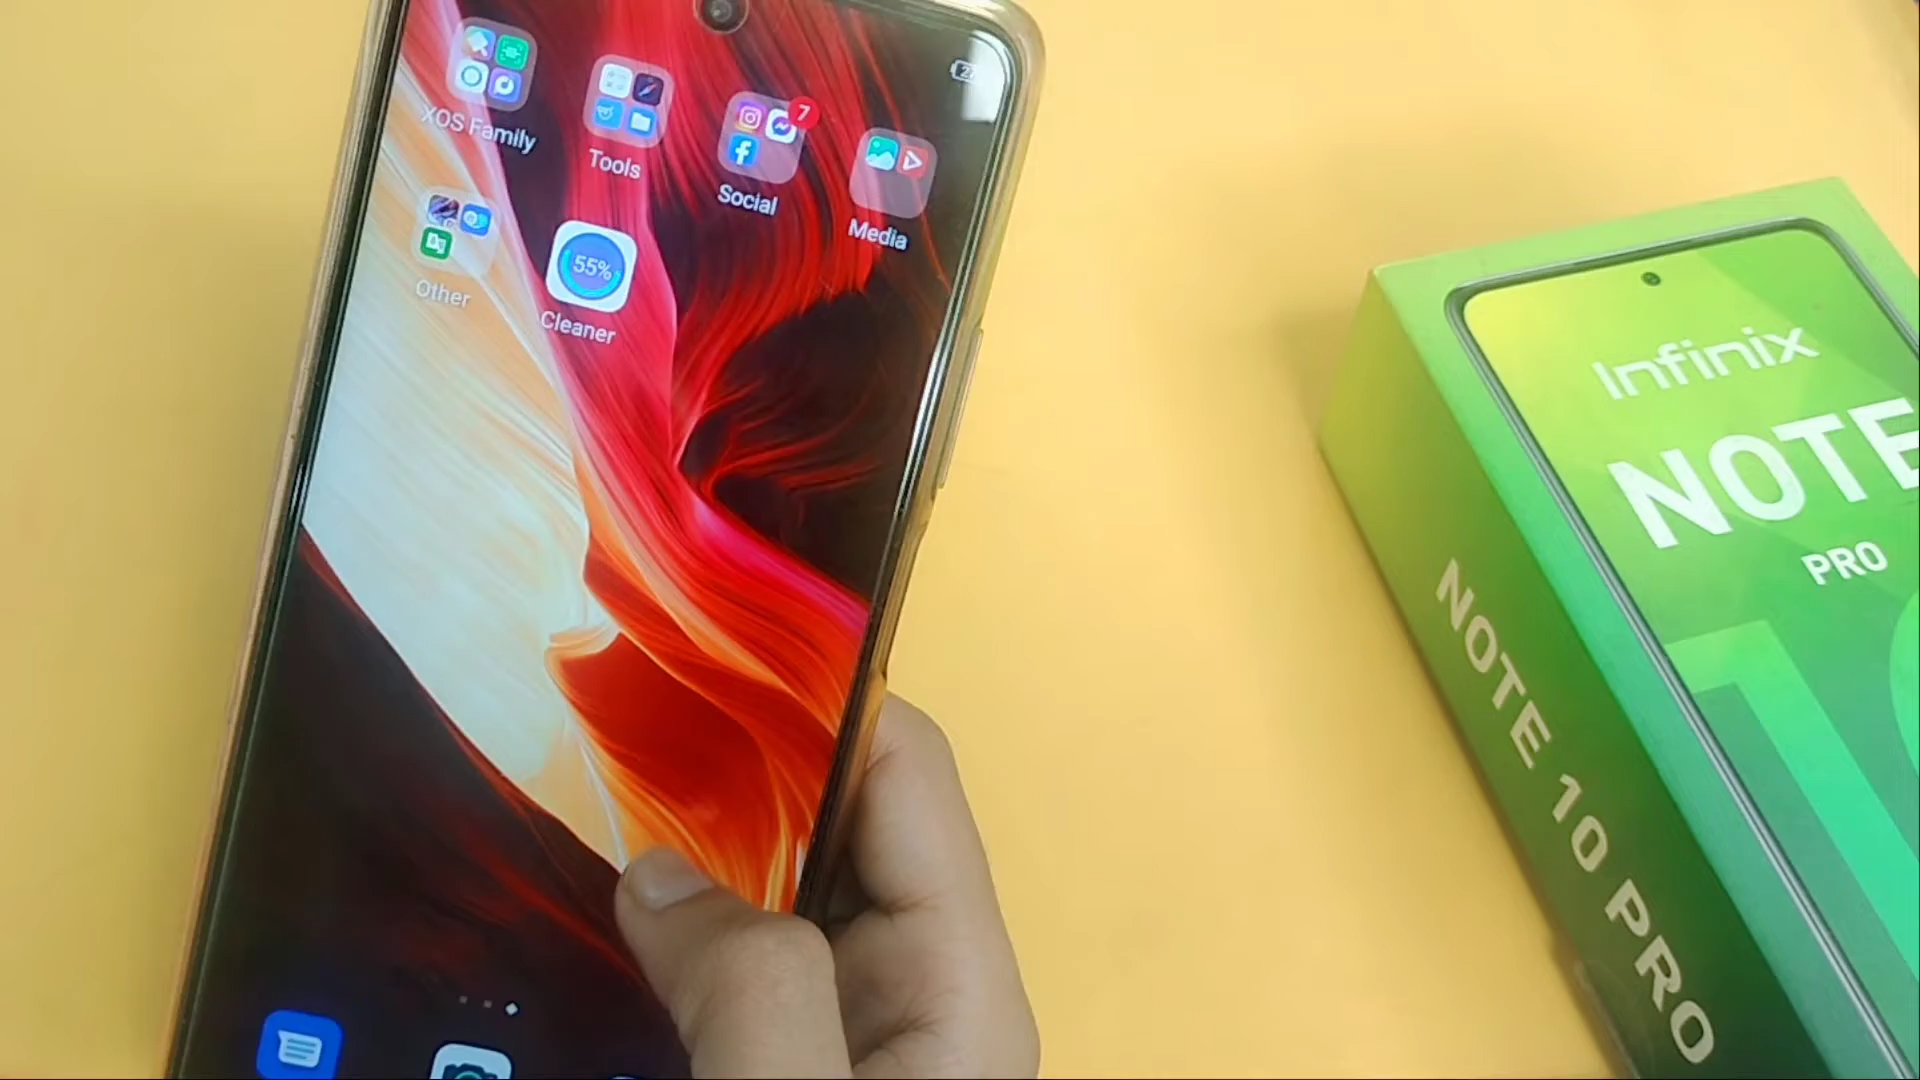 XOS Family
Tools
7
Social
Media
Other
55%
Cleaner
Infinix
NOTE
PRO
NOTE 10 PRO